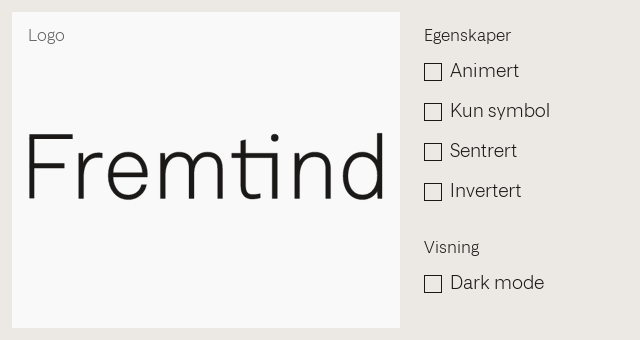 Logo
Fremtind
Egenskaper
Animert
Kun symbol
Sentrert
Invertert
Visning
Dark mode